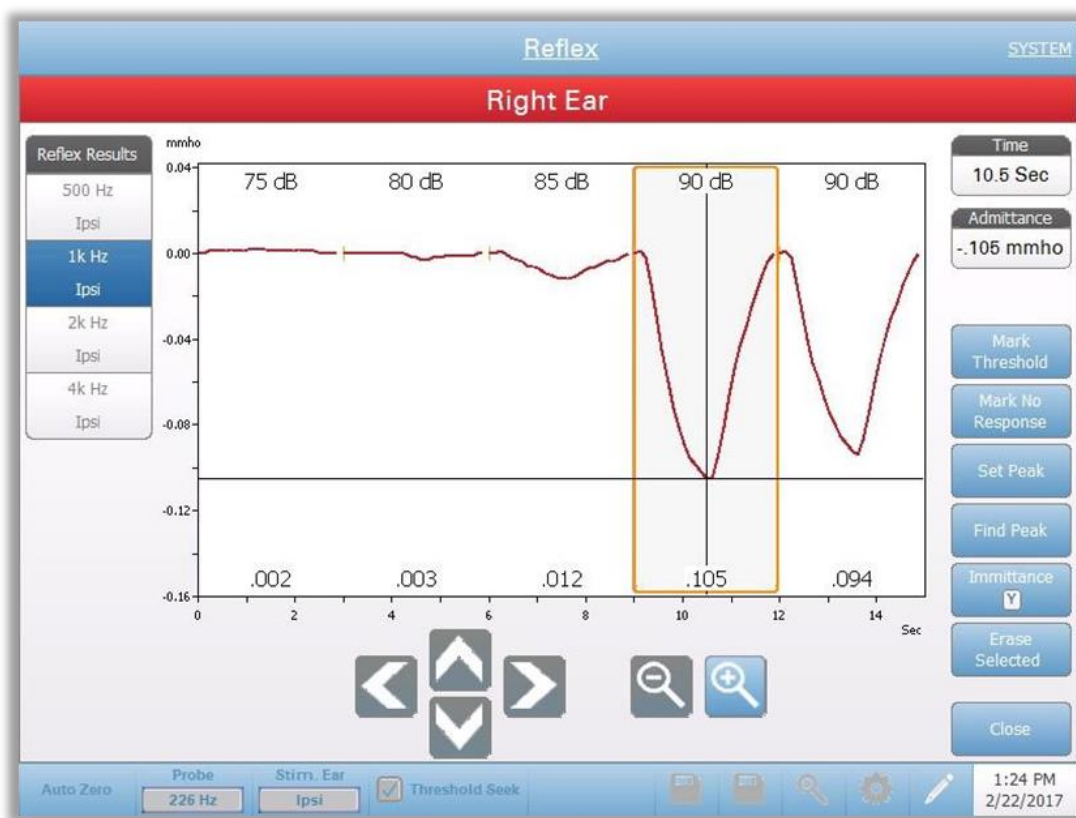 Reflex
SYSTEM
Right Ear
Reflex Results
500 Hz
Ipsi
1k Hz
Ipsi
2k Hz
Ipsi
4k Hz
Ipsi
mmho
0.04
0.00
-0.04
-0.08
-0.12
-0.16
75 dB 80 dB 85 dB 90 dB 90 dB
.002 .003 .012 .105 .094
0 2 4 6 8 10 12 14
Sec
Time
10.5 Sec
Admittance
-.105 mmho
Mark
Threshold
Mark No
Response
Set Peak
Find Peak
Immittance
Y
Erase
Selected
Close
Auto Zero
Probe
226 Hz
Stim. Ear
Ipsi
Threshold Seek
1:24 PM
2/22/2017